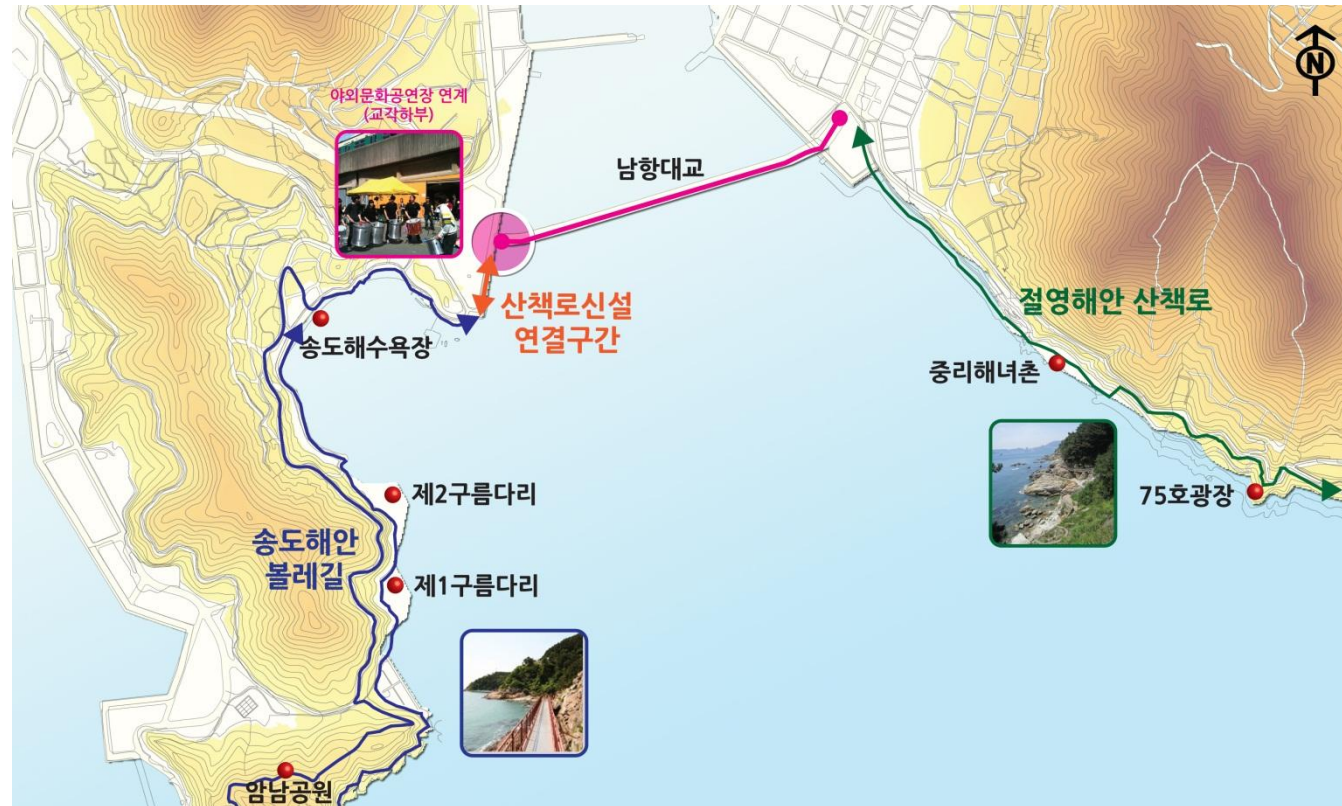 야외문화공연장 연계
(교각하부)
N
남항대교
산책로신설
연결구간
절영해안 산책로
송도해수욕장
중리해녀촌
75호광장
제2구름다리
송도해안
볼레길
제1구름다리
암남공원